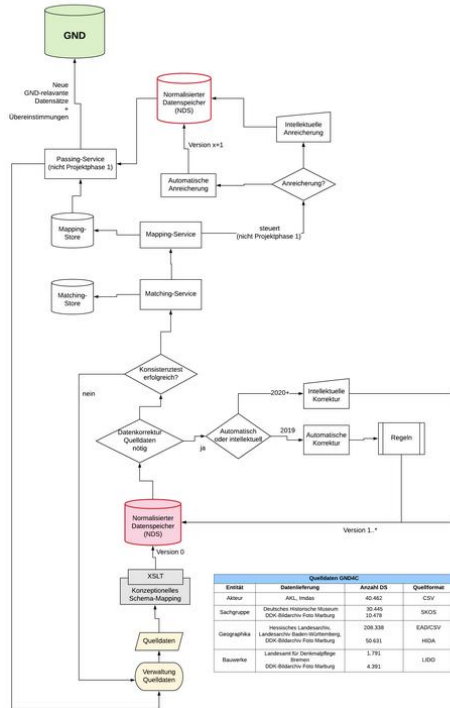 GND
Neue
GND-relevante
Datensätze
+
Übereinstimmungen
Normalisierter
Datenspeicher
(NDS)
Intellektuelle
Anreicherung
Version x+1
Passing-Service
(nicht Projektphase 1)
Automatische
Anreicherung
Anreicherung?
Mapping-
Store
Mapping-Service
steuert
(nicht Projektphase 1)
Matching-
Store
Matching-Service
Konsistenztest
erfolgreich?
nein
2020+
Intellektuelle
Korrektur
Datenkorrektur
Quelldaten
nötig
ja
Automatisch
oder intellektuell
2019
Automatische
Korrektur
Regeln
Normalisierter
Datenspeicher
(NDS)
Version 1..*
Version 0
XSLT
Konzeptionelles
Schema-Mapping
Quelldaten
Verwaltung
Quelldaten
Quelldaten GND4C
Entität Datenlieferung Anzahl DS Quellformat
Akteur AKL, Imdas 40.462 CSV
Sachgruppe Deutsches Historische Museum 30.445 SKOS
DDK-Bildarchiv Foto Marburg 10.478
Geographika Hessisches Landesarchiv, 208.338 EAD/CSV
Landesarchiv Baden-Württemberg,
DDK-Bildarchiv Foto Marburg 50.631 HIDA
Bauwerke Landesamt für Denkmalpflege 1.791 LIDO
Bremen
DDK-Bildarchiv Foto Marburg 4.391